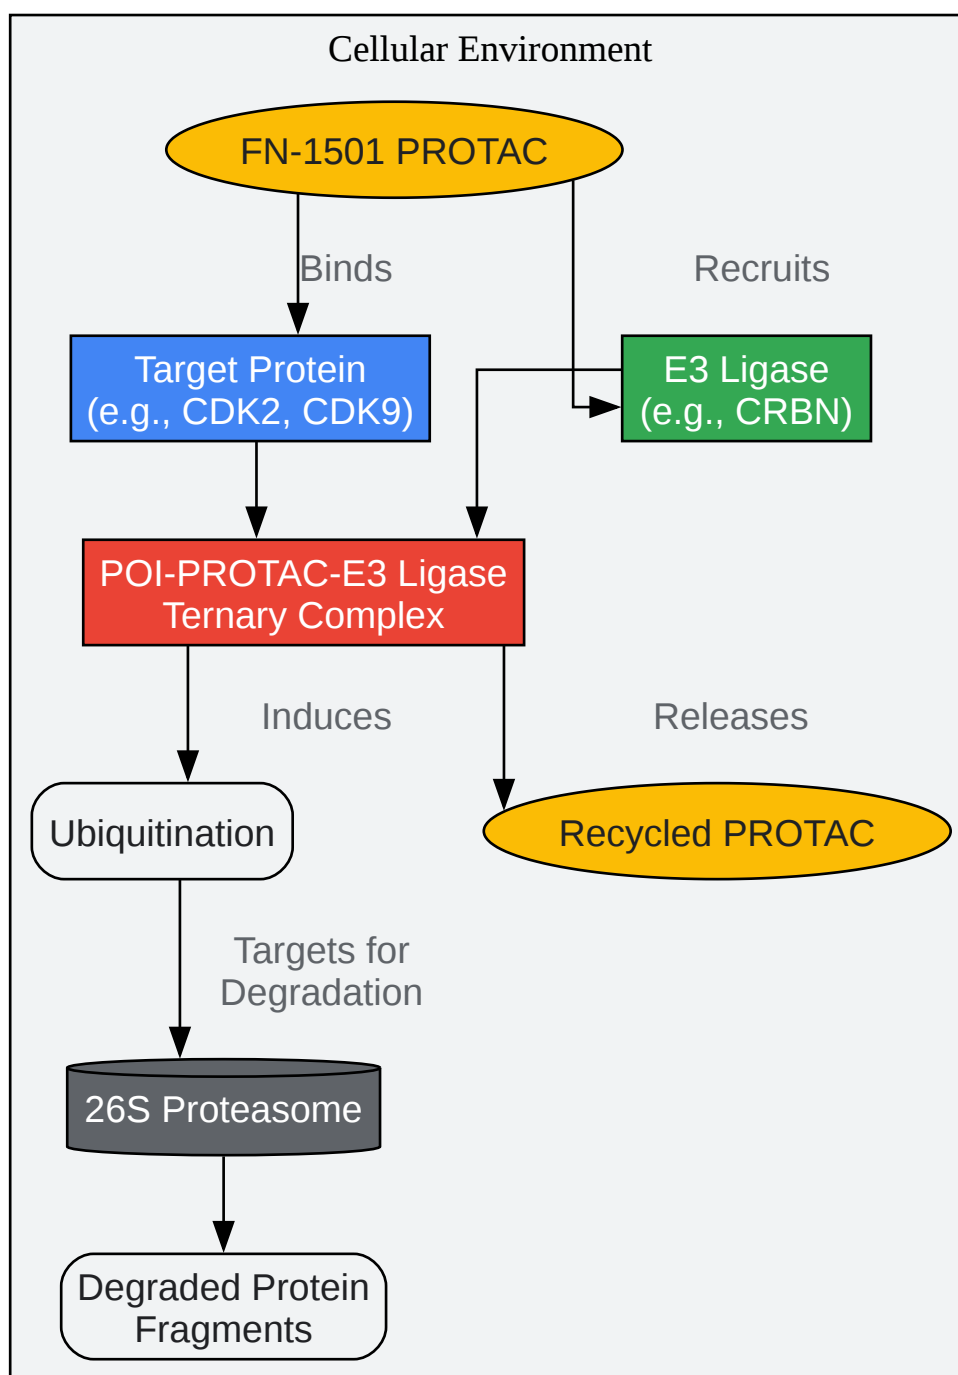 Cellular Environment
FN-1501 PROTAC
Binds
Recruits
Target Protein
(e.g., CDK2, CDK9)
E3 Ligase
(e.g., CRBN)
POI-PROTAC-E3 Ligase
Ternary Complex
Induces
Releases
Ubiquitination
Recycled PROTAC
Targets for
Degradation
26S Proteasome
Degraded Protein
Fragments